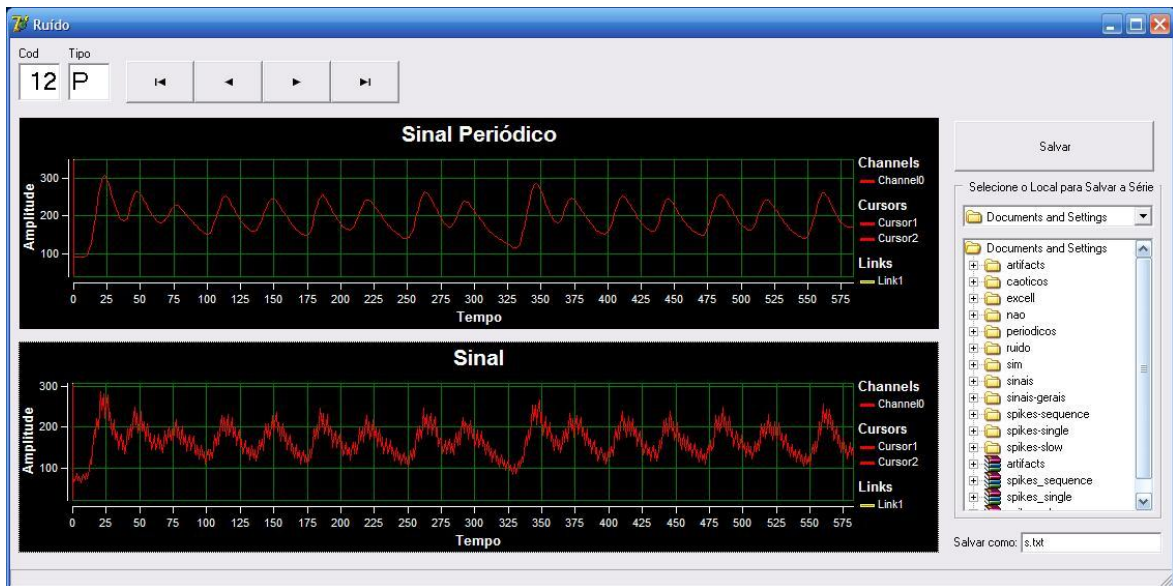 Ruído
Cod Tipo
12 P
Sinal Periódico
Amplitude
300
200
100
0 25 50 75 100 125 150 175 200 225 250 275 300 325 350 375 400 425 450 475 500 525 550 575
Tempo
Channels
Channel0
Cursors
Cursor1
Cursor2
Links
Link1
Sinal
Amplitude
300
200
100
0 25 50 75 100 125 150 175 200 225 250 275 300 325 350 375 400 425 450 475 500 525 550 575
Tempo
Channels
Channel0
Cursors
Cursor1
Cursor2
Links
Link1
Salvar
Selecione o Local para Salvar a Série
Documents and Settings
Documents and Settings
artifacts
caoticos
excell
nao
periodicos
ruido
sim
sinais
sinais-gerais
spikes-sequence
spikes-single
spikes-slow
artifacts
spikes_sequence
spikes_single
Salvar como: s.txt